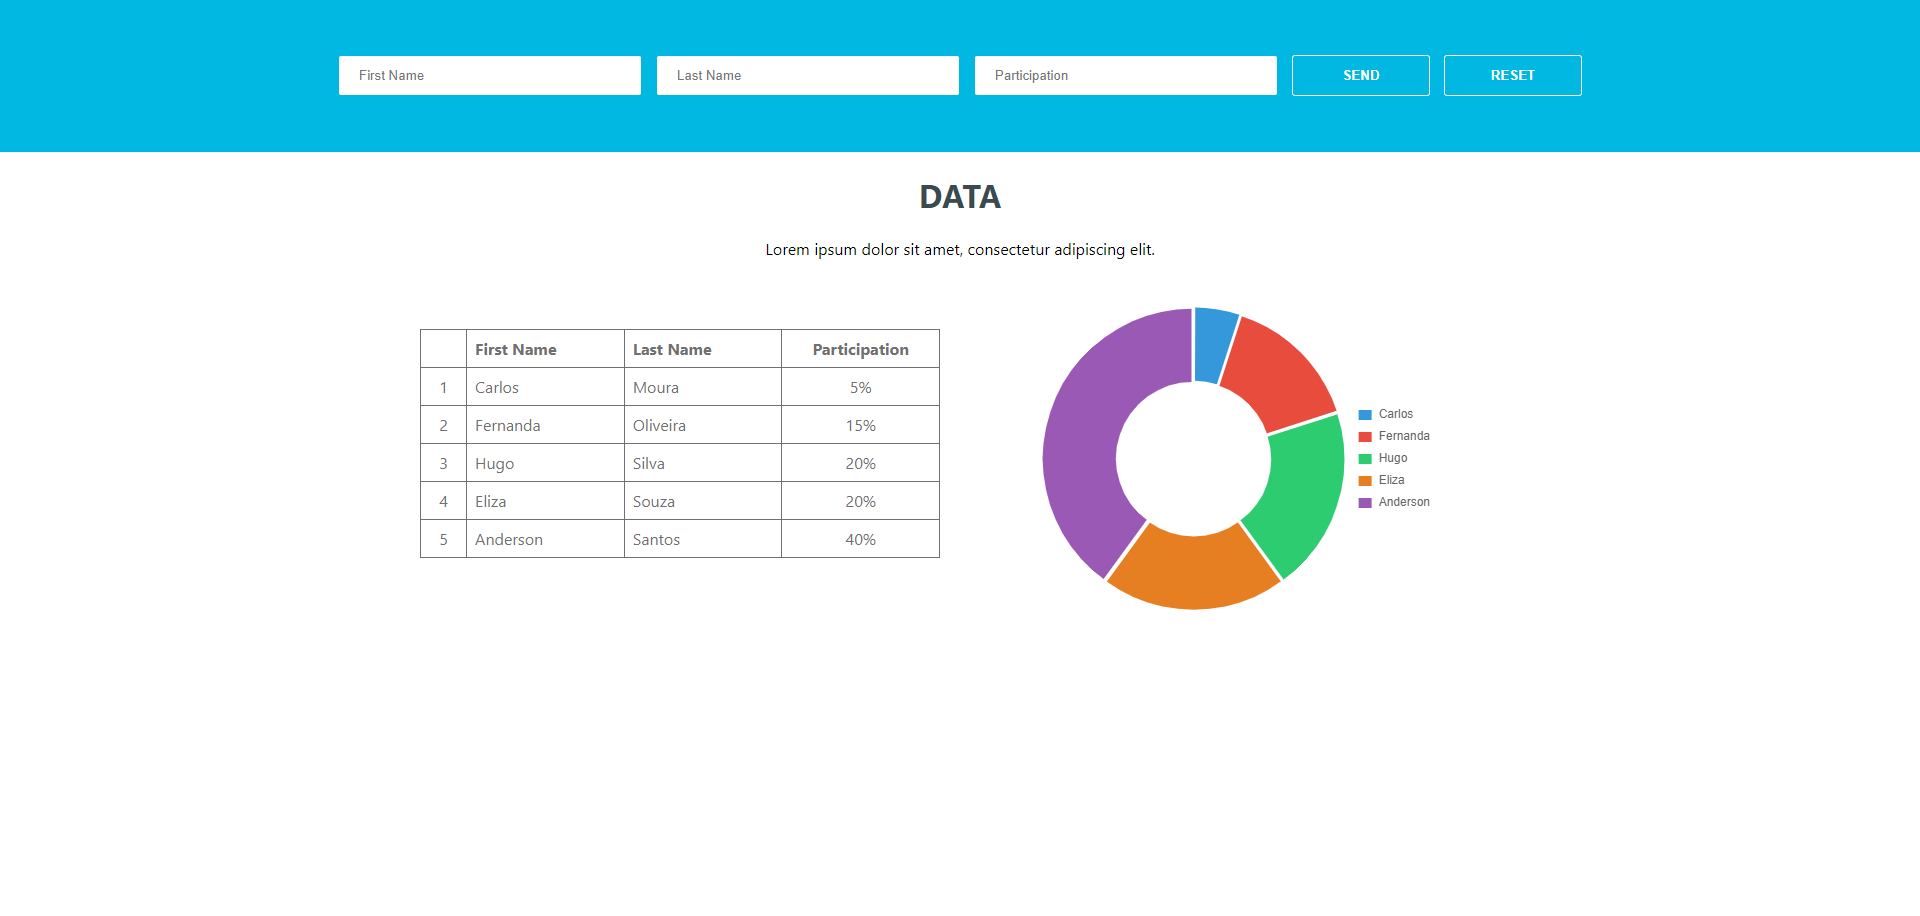 First Name Last Name Participation SEND RESET
DATA
Lorem ipsum dolor sit amet, consectetur adipiscing elit.
First Name Last Name Participation
1 Carlos Moura 5%
2 Fernanda Oliveira 15%
3 Hugo Silva 20%
4 Eliza Souza 20%
5 Anderson Santos 40%
Carlos
Fernanda
Hugo
Eliza
Anderson